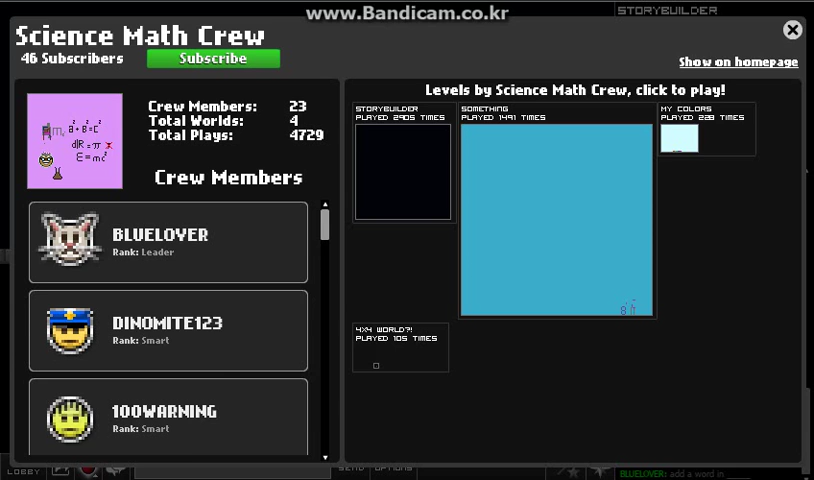 www.Bandicam.co.kr
STORYBUILDER
Science Math Crew
46 Subscribers
Subscribe
Show on homepage
Crew Members: 23
Total Worlds: 4
Total Plays: 4729
Crew Members
BLUELOVER
Rank: Leader
DINOMITE123
Rank: Smart
100WARNING
Rank: Smart
Levels by Science Math Crew, click to play!
STORYBUILDER
PLAYED 2905 TIMES
SOMETHING
PLAYED 1491 TIMES
MY COLORS
PLAYED 228 TIMES
4X4 WORLD?!
PLAYED 105 TIMES
LOBBY
SEND
OPTIONS
BLUELOVER: add a word in